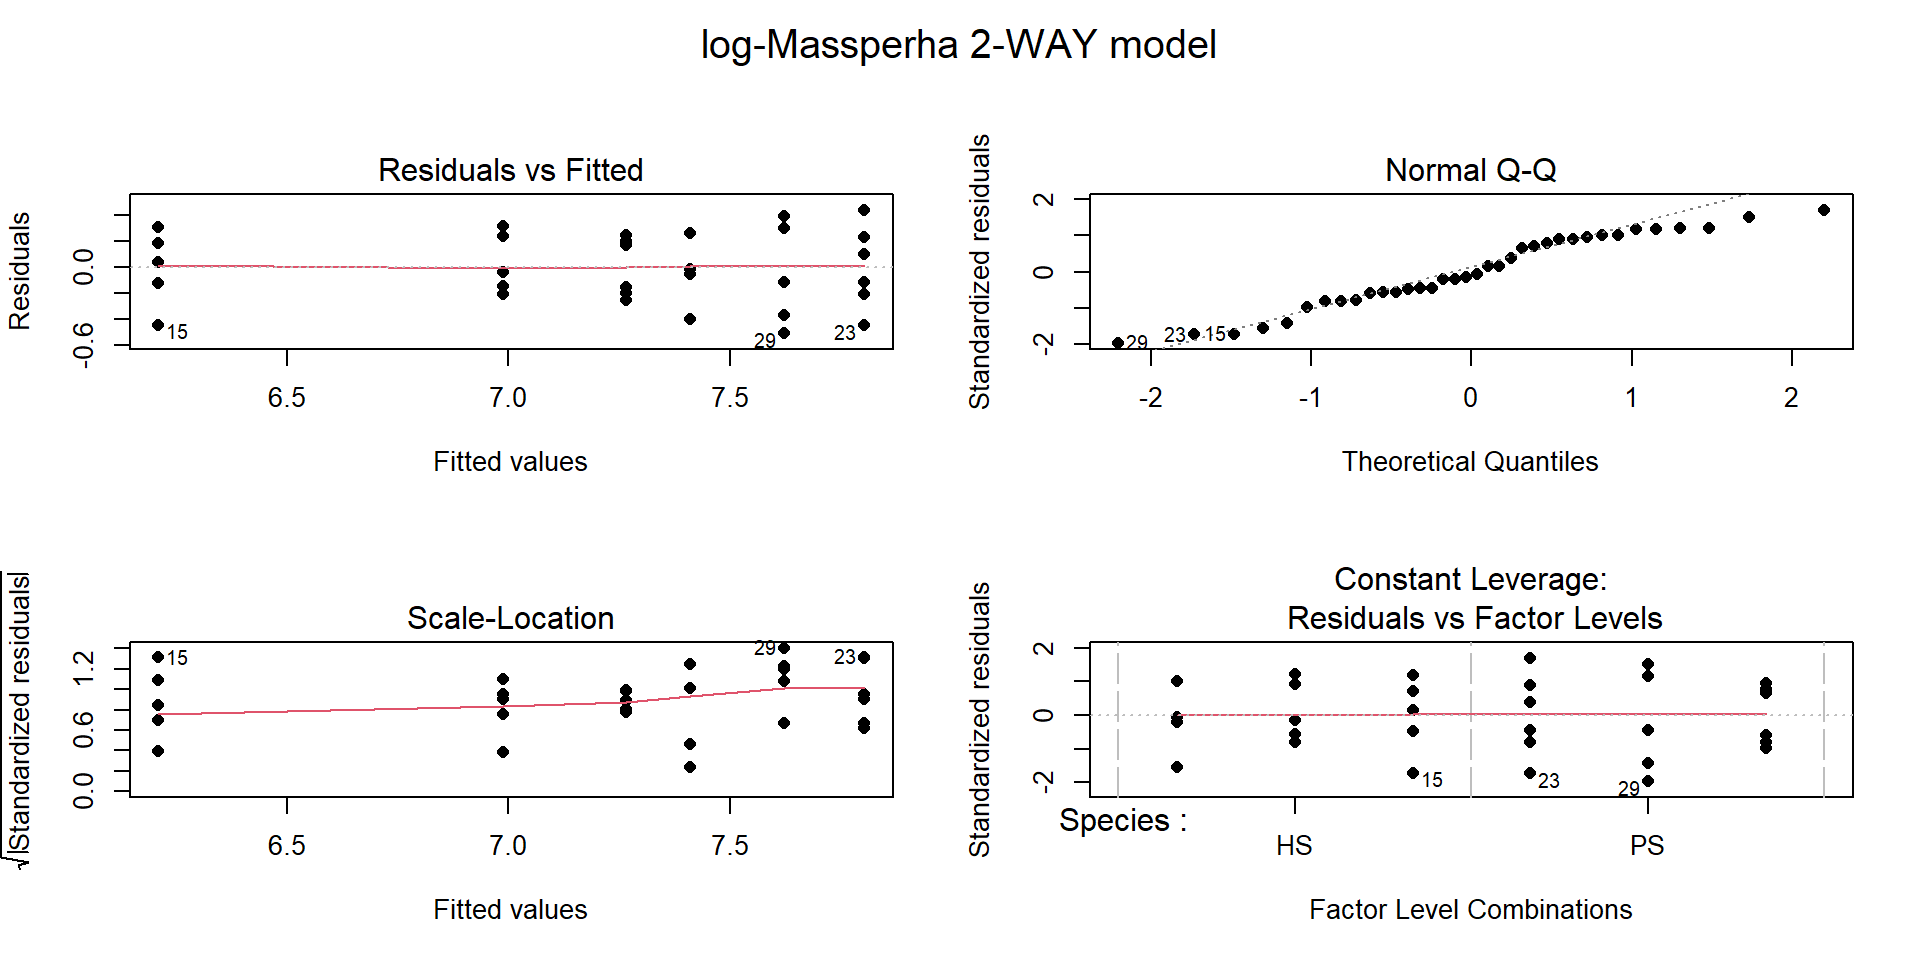 log-Massperha 2-WAY model
Residuals vs Fitted
Residuals
0.0
-0.6
15
29
23
6.5 7.0 7.5
Fitted values
Normal Q-Q
Standardized residuals
2
0
-2
29
23
15
-2 -1 0 1 2
Theoretical Quantiles
Scale-Location
√|Standardized residuals|
1.2
0.6
0.0
15
29
23
6.5 7.0 7.5
Fitted values
Constant Leverage:
Residuals vs Factor Levels
Standardized residuals
2
0
-2
15
23
29
Species :
HS PS
Factor Level Combinations